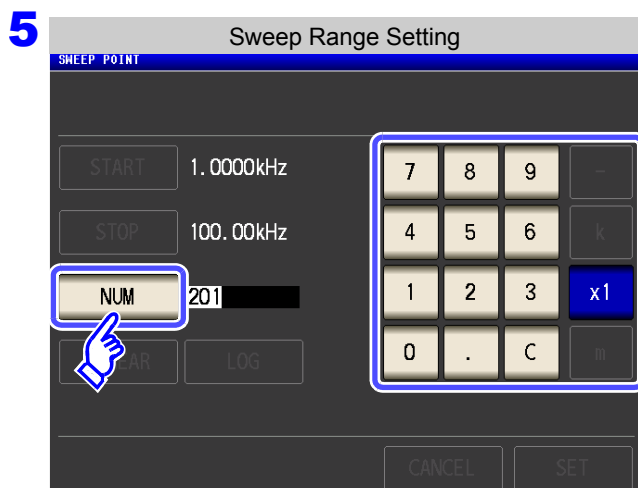 5
Sweep Range Setting
SWEEP POINT
START 1.0000kHz 7 8 9 -
STOP 100.00kHz 4 5 6 k
NUM 201 1 2 3 x1
LOG 0 . C m
CANCEL SET